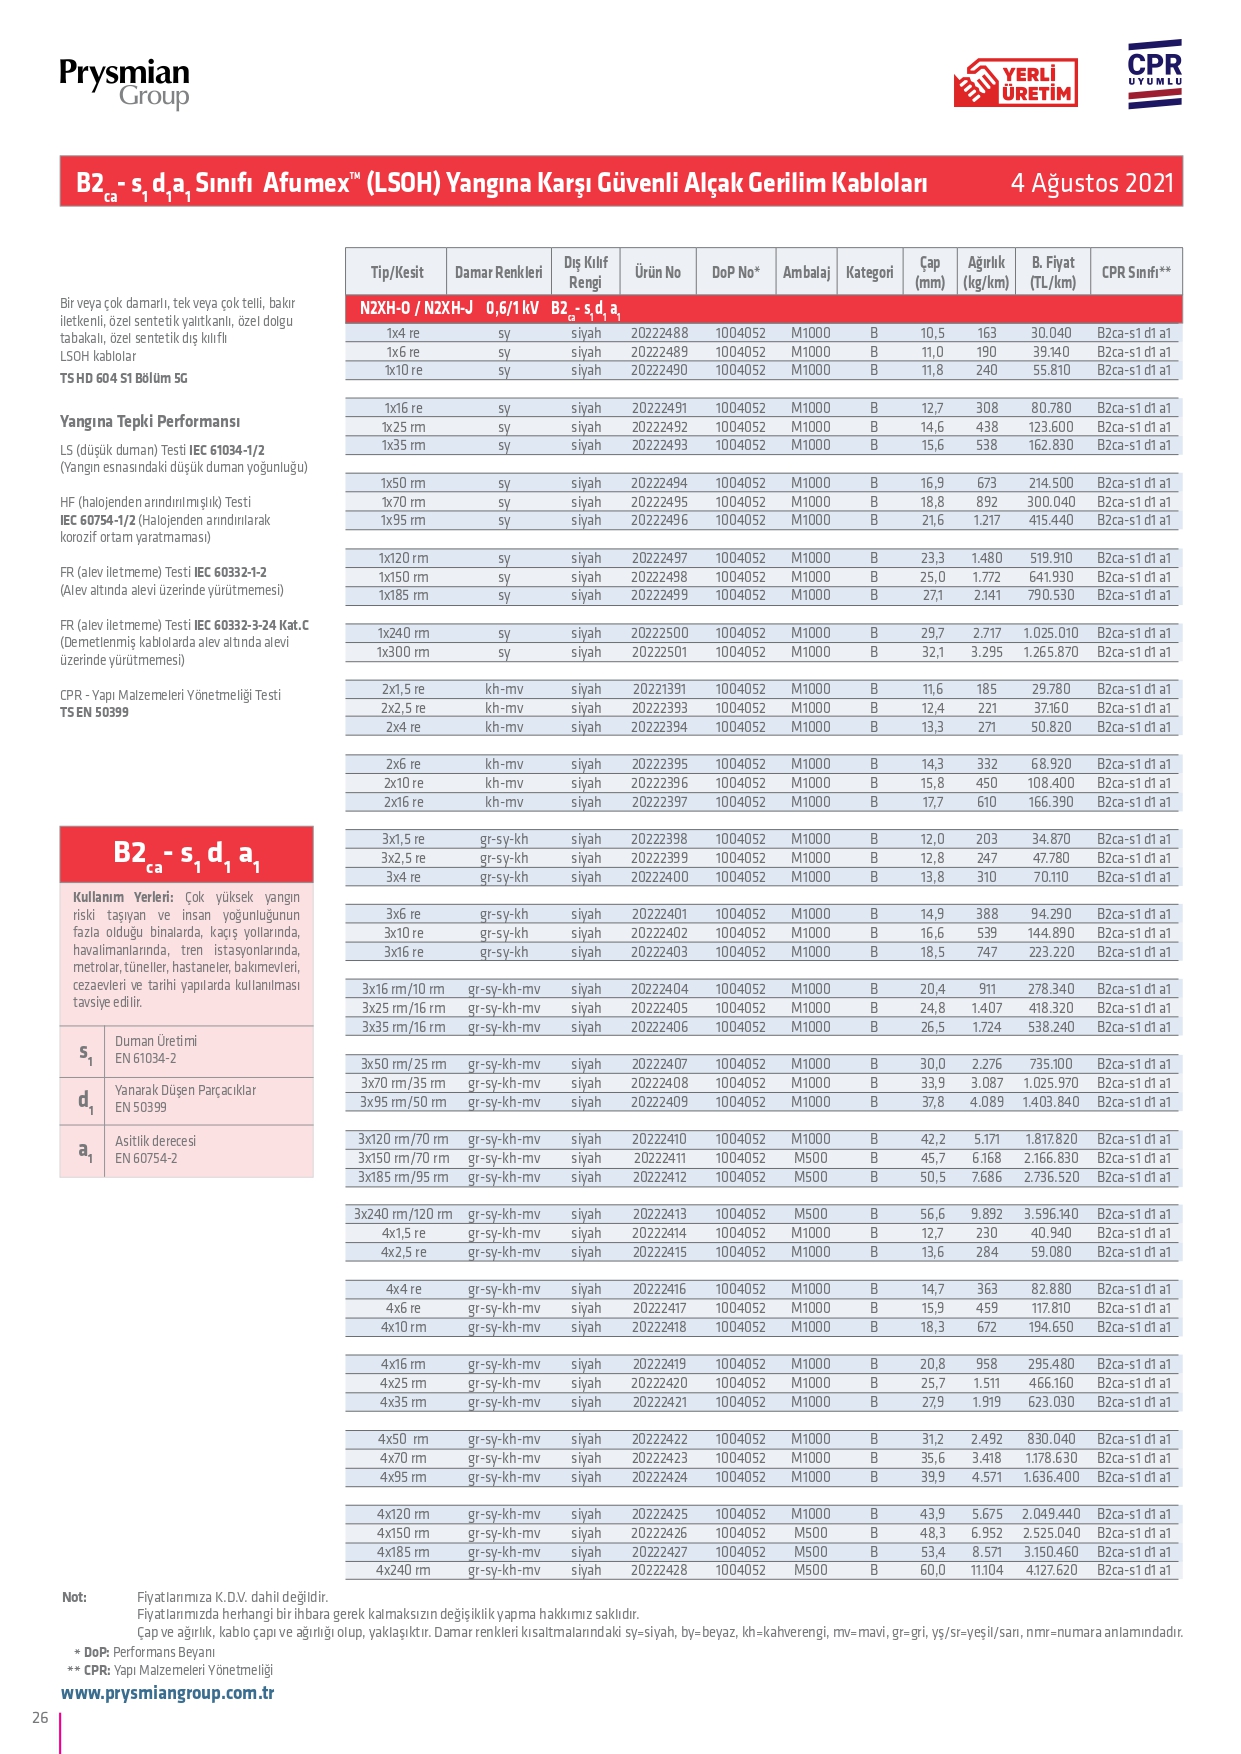 Prysmian
Group
YERLİ
ÜRETİM
CPR
UYUMLU
B2ca- s1 d1a1 Sınıfı Afumex™ (LSOH) Yangına Karşı Güvenli Alçak Gerilim Kabloları 4 Ağustos 2021
Bir veya çok damarlı, tek veya çok telli, bakır
iletkenli, özel sentetik yalıtkanlı, özel dolgu
tabakalı, özel sentetik dış kılıflı
LSOH kablolar
TS HD 604 S1 Bölüm 5G
Yangına Tepki Performansı
LS (düşük duman) Testi IEC 61034-1/2
(Yangın esnasındaki düşük duman yoğunluğu)
HF (halojenden arındırılmışlık) Testi
IEC 60754-1/2 (Halojenden arındırılarak
korozif ortam yaratmaması)
FR (alev iletmeme) Testi IEC 60332-1-2
(Alev altında alevi üzerinde yürütmemesi)
FR (alev iletmeme) Testi IEC 60332-3-24 Kat.C
(Demetlenmiş kablolarda alev altında alevi
üzerinde yürütmemesi)
CPR - Yapı Malzemeleri Yönetmeliği Testi
TS EN 50399
B2ca- s1 d1 a1
Kullanım Yerleri: Çok yüksek yangın
riski taşıyan ve insan yoğunluğunun
fazla olduğu binalarda, kaçış yollarında,
havalimanlarında, tren istasyonlarında,
metrolar, tüneller, hastaneler, bakımevleri,
cezaevleri ve tarihi yapılarda kullanılması
tavsiye edilir.
s1 Duman Üretimi
EN 61034-2
d1 Yanarak Düşen Parçacıklar
EN 50399
a1 Asitlik derecesi
EN 60754-2
Tip/Kesit Damar Renkleri Dış Kılıf Rengi Ürün No DoP No* Ambalaj Kategori Çap (mm) Ağırlık (kg/km) B. Fiyat (TL/km) CPR Sınıfı**
N2XH-O / N2XH-J 0,6/1 kV B2ca- s1d1 a1
1x4 re sy siyah 20222488 1004052 M1000 B 10,5 163 30.040 B2ca-s1 d1 a1
1x6 re sy siyah 20222489 1004052 M1000 B 11,0 190 39.140 B2ca-s1 d1 a1
1x10 re sy siyah 20222490 1004052 M1000 B 11,8 240 55.810 B2ca-s1 d1 a1
1x16 re sy siyah 20222491 1004052 M1000 B 12,7 308 80.780 B2ca-s1 d1 a1
1x25 rm sy siyah 20222492 1004052 M1000 B 14,6 438 123.600 B2ca-s1 d1 a1
1x35 rm sy siyah 20222493 1004052 M1000 B 15,6 538 162.830 B2ca-s1 d1 a1
1x50 rm sy siyah 20222494 1004052 M1000 B 16,9 673 214.500 B2ca-s1 d1 a1
1x70 rm sy siyah 20222495 1004052 M1000 B 18,8 892 300.040 B2ca-s1 d1 a1
1x95 rm sy siyah 20222496 1004052 M1000 B 21,6 1.217 415.440 B2ca-s1 d1 a1
1x120 rm sy siyah 20222497 1004052 M1000 B 23,3 1.480 519.910 B2ca-s1 d1 a1
1x150 rm sy siyah 20222498 1004052 M1000 B 25,0 1.772 641.930 B2ca-s1 d1 a1
1x185 rm sy siyah 20222499 1004052 M1000 B 27,1 2.141 790.530 B2ca-s1 d1 a1
1x240 rm sy siyah 20222500 1004052 M1000 B 29,7 2.717 1.025.010 B2ca-s1 d1 a1
1x300 rm sy siyah 20222501 1004052 M1000 B 32,1 3.295 1.265.870 B2ca-s1 d1 a1
2x1,5 re kh-mv siyah 20221391 1004052 M1000 B 11,6 185 29.780 B2ca-s1 d1 a1
2x2,5 re kh-mv siyah 20222393 1004052 M1000 B 12,4 221 37.160 B2ca-s1 d1 a1
2x4 re kh-mv siyah 20222394 1004052 M1000 B 13,3 271 50.820 B2ca-s1 d1 a1
2x6 re kh-mv siyah 20222395 1004052 M1000 B 14,3 332 68.920 B2ca-s1 d1 a1
2x10 re kh-mv siyah 20222396 1004052 M1000 B 15,8 450 108.400 B2ca-s1 d1 a1
2x16 re kh-mv siyah 20222397 1004052 M1000 B 17,7 610 166.390 B2ca-s1 d1 a1
3x1,5 re gr-sy-kh siyah 20222398 1004052 M1000 B 12,0 203 34.870 B2ca-s1 d1 a1
3x2,5 re gr-sy-kh siyah 20222399 1004052 M1000 B 12,8 247 47.780 B2ca-s1 d1 a1
3x4 re gr-sy-kh siyah 20222400 1004052 M1000 B 13,8 310 70.110 B2ca-s1 d1 a1
3x6 re gr-sy-kh siyah 20222401 1004052 M1000 B 14,9 388 94.290 B2ca-s1 d1 a1
3x10 re gr-sy-kh siyah 20222402 1004052 M1000 B 16,6 539 144.890 B2ca-s1 d1 a1
3x16 re gr-sy-kh siyah 20222403 1004052 M1000 B 18,5 747 223.220 B2ca-s1 d1 a1
3x16 rm/10 rm gr-sy-kh-mv siyah 20222404 1004052 M1000 B 20,4 911 278.340 B2ca-s1 d1 a1
3x25 rm/16 rm gr-sy-kh-mv siyah 20222405 1004052 M1000 B 24,8 1.407 418.320 B2ca-s1 d1 a1
3x35 rm/16 rm gr-sy-kh-mv siyah 20222406 1004052 M1000 B 26,5 1.724 538.240 B2ca-s1 d1 a1
3x50 rm/25 rm gr-sy-kh-mv siyah 20222407 1004052 M1000 B 30,0 2.276 735.100 B2ca-s1 d1 a1
3x70 rm/35 rm gr-sy-kh-mv siyah 20222408 1004052 M1000 B 33,9 3.087 1.025.970 B2ca-s1 d1 a1
3x95 rm/50 rm gr-sy-kh-mv siyah 20222409 1004052 M1000 B 37,8 4.089 1.403.840 B2ca-s1 d1 a1
3x120 rm/70 rm gr-sy-kh-mv siyah 20222410 1004052 M1000 B 42,2 5.171 1.817.820 B2ca-s1 d1 a1
3x150 rm/70 rm gr-sy-kh-mv siyah 20222411 1004052 M500 B 45,7 6.168 2.166.830 B2ca-s1 d1 a1
3x185 rm/95 rm gr-sy-kh-mv siyah 20222412 1004052 M500 B 50,5 7.686 2.736.520 B2ca-s1 d1 a1
3x240 rm/120 rm gr-sy-kh-mv siyah 20222413 1004052 M500 B 56,6 9.892 3.596.140 B2ca-s1 d1 a1
4x1,5 re gr-sy-kh-mv siyah 20222414 1004052 M1000 B 12,7 230 40.940 B2ca-s1 d1 a1
4x2,5 re gr-sy-kh-mv siyah 20222415 1004052 M1000 B 13,6 284 59.080 B2ca-s1 d1 a1
4x4 re gr-sy-kh-mv siyah 20222416 1004052 M1000 B 14,7 363 82.880 B2ca-s1 d1 a1
4x6 re gr-sy-kh-mv siyah 20222417 1004052 M1000 B 15,9 459 117.810 B2ca-s1 d1 a1
4x10 rm gr-sy-kh-mv siyah 20222418 1004052 M1000 B 18,3 672 194.650 B2ca-s1 d1 a1
4x16 rm gr-sy-kh-mv siyah 20222419 1004052 M1000 B 20,8 958 295.480 B2ca-s1 d1 a1
4x25 rm gr-sy-kh-mv siyah 20222420 1004052 M1000 B 25,7 1.511 466.160 B2ca-s1 d1 a1
4x35 rm gr-sy-kh-mv siyah 20222421 1004052 M1000 B 27,9 1.919 623.030 B2ca-s1 d1 a1
4x50 rm gr-sy-kh-mv siyah 20222422 1004052 M1000 B 31,2 2.492 830.040 B2ca-s1 d1 a1
4x70 rm gr-sy-kh-mv siyah 20222423 1004052 M1000 B 35,6 3.418 1.178.630 B2ca-s1 d1 a1
4x95 rm gr-sy-kh-mv siyah 20222424 1004052 M1000 B 39,9 4.571 1.636.400 B2ca-s1 d1 a1
4x120 rm gr-sy-kh-mv siyah 20222425 1004052 M1000 B 43,9 5.675 2.049.440 B2ca-s1 d1 a1
4x150 rm gr-sy-kh-mv siyah 20222426 1004052 M500 B 48,3 6.952 2.525.040 B2ca-s1 d1 a1
4x185 rm gr-sy-kh-mv siyah 20222427 1004052 M500 B 53,4 8.571 3.150.460 B2ca-s1 d1 a1
4x240 rm gr-sy-kh-mv siyah 20222428 1004052 M500 B 60,0 11.104 4.127.620 B2ca-s1 d1 a1
Not: Fiyatlarımıza K.D.V. dahil değildir.
Fiyatlarımızda herhangi bir ihbara gerek kalmaksızın değişiklik yapma hakkımız saklıdır.
Çap ve ağırlık, kablo çapı ve ağırlığı olup, yaklaşıktır. Damar renkleri kısaltmalarındaki sy=siyah, by=beyaz, kh=kahverengi, mv=mavi, gr=gri, yş/sr=yeşil/sarı, nmr=numara anlamındadır.
* DoP: Performans Beyanı
** CPR: Yapı Malzemeleri Yönetmeliği
www.prysmiangroup.com.tr
26